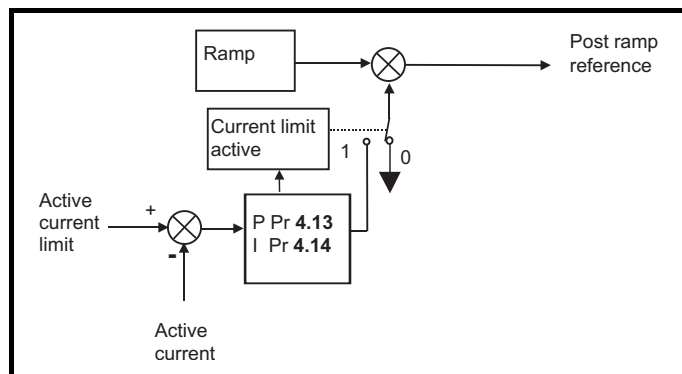 Ramp
Post ramp
reference
Current limit
active
1
0
Active
current
limit
+
-
P Pr 4.13
I Pr 4.14
Active
current